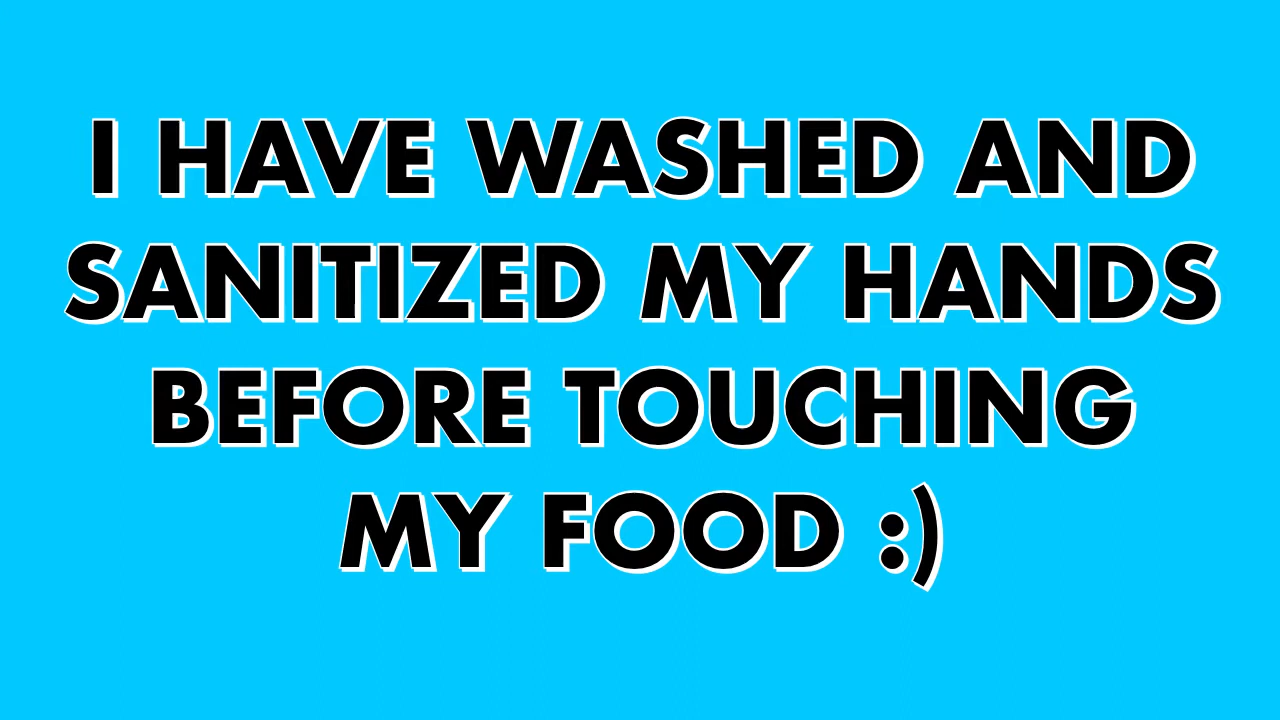 I HAVE WASHED AND
SANITIZED MY HANDS
BEFORE TOUCHING
MY FOOD :)